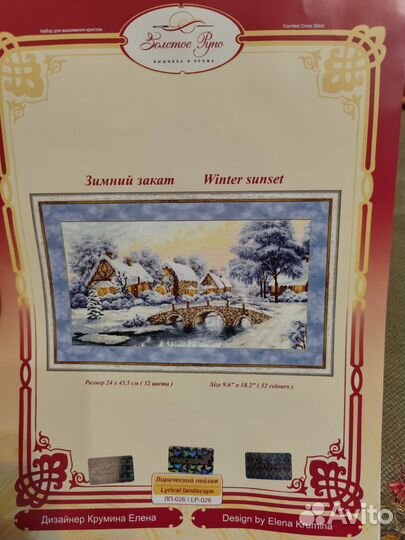 Набор для вышивания крестом
Counted Cross Stitch
Золотое Руно
ВЫШИВКА И ПРЯЖА
Зимний закат Winter sunset
Размер 24 x 45,5 см ( 32 цвета )
Size 9.6" x 18.2" ( 32 colours )
Лирический пейзаж
ЛП-026 / LP-026
Lyrical landscape
Дизайнер Крумина Елена
Design by Elena Krumina
Avito